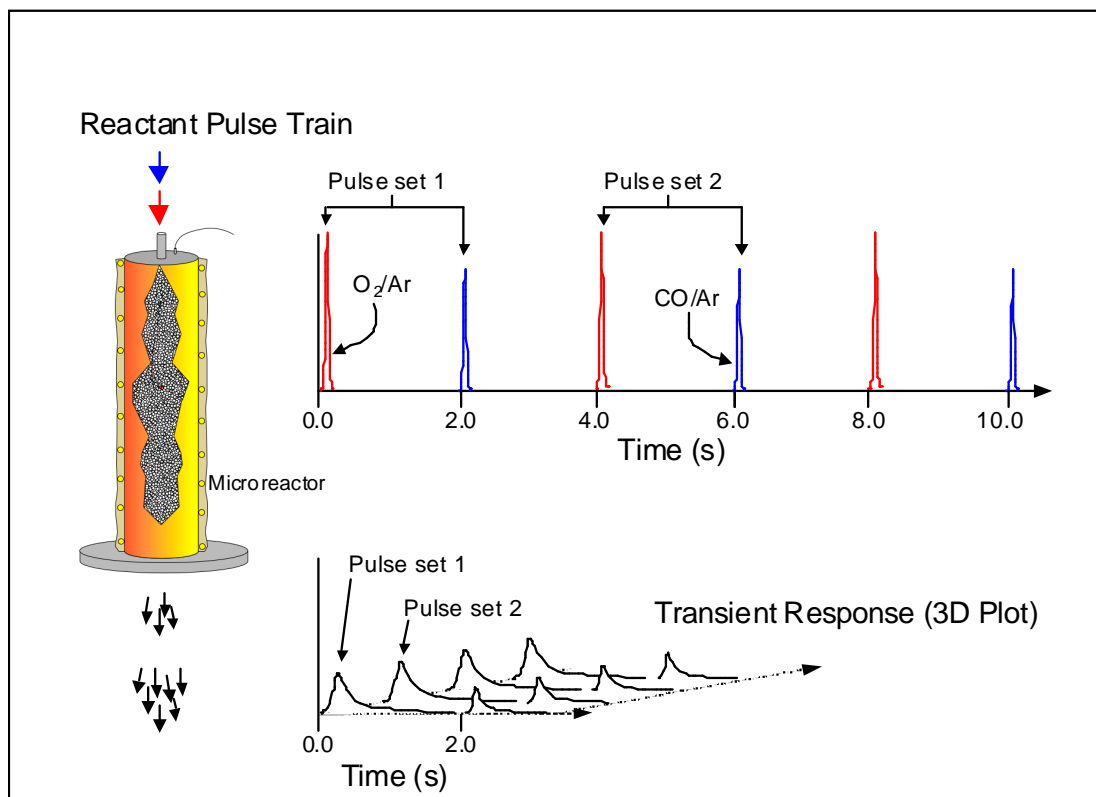 Reactant Pulse Train
Pulse set 1
Pulse set 2
O2/Ar
CO/Ar
0.0 2.0 4.0 6.0 8.0 10.0
Time (s)
Microreactor
Pulse set 1
Pulse set 2
Transient Response (3D Plot)
0.0 2.0
Time (s)